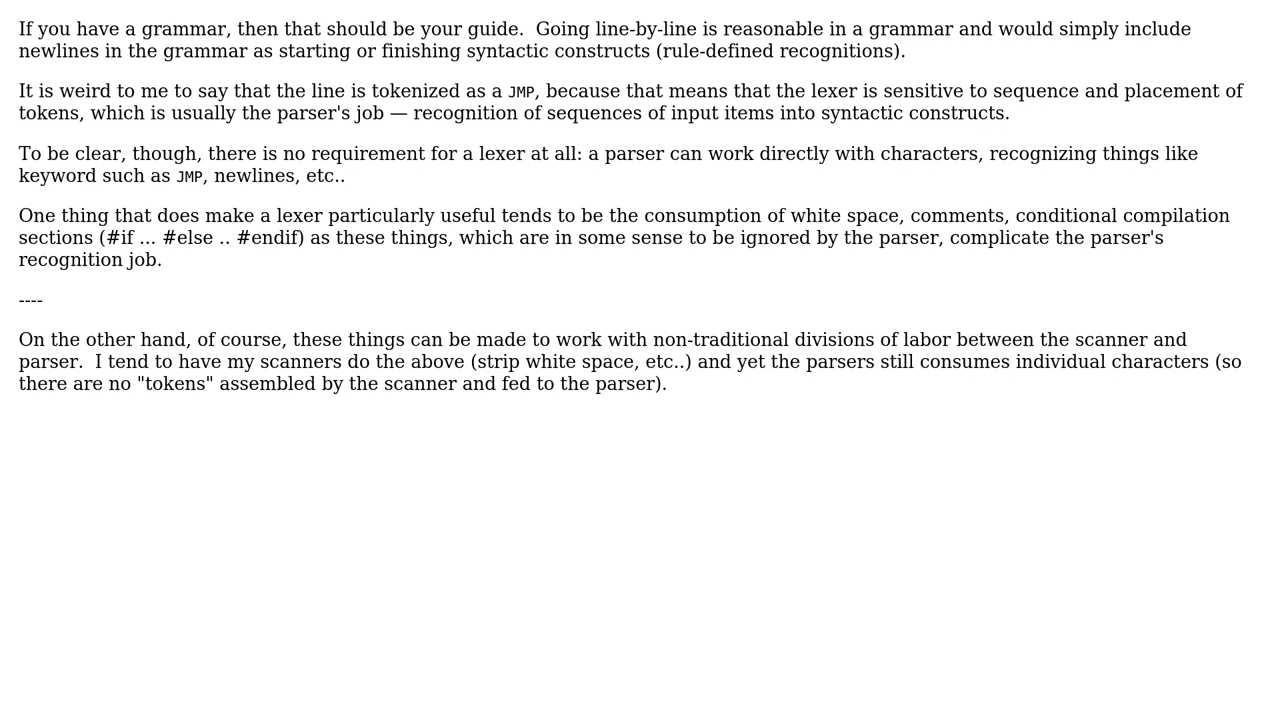 If you have a grammar, then that should be your guide.  Going line-by-line is reasonable in a grammar and would simply include
newlines in the grammar as starting or finishing syntactic constructs (rule-defined recognitions).
It is weird to me to say that the line is tokenized as a JMP, because that means that the lexer is sensitive to sequence and placement of
tokens, which is usually the parser's job — recognition of sequences of input items into syntactic constructs.
To be clear, though, there is no requirement for a lexer at all: a parser can work directly with characters, recognizing things like
keyword such as JMP, newlines, etc..
One thing that does make a lexer particularly useful tends to be the consumption of white space, comments, conditional compilation
sections (#if ... #else .. #endif) as these things, which are in some sense to be ignored by the parser, complicate the parser's
recognition job.
----
On the other hand, of course, these things can be made to work with non-traditional divisions of labor between the scanner and
parser.  I tend to have my scanners do the above (strip white space, etc..) and yet the parsers still consumes individual characters (so
there are no "tokens" assembled by the scanner and fed to the parser).